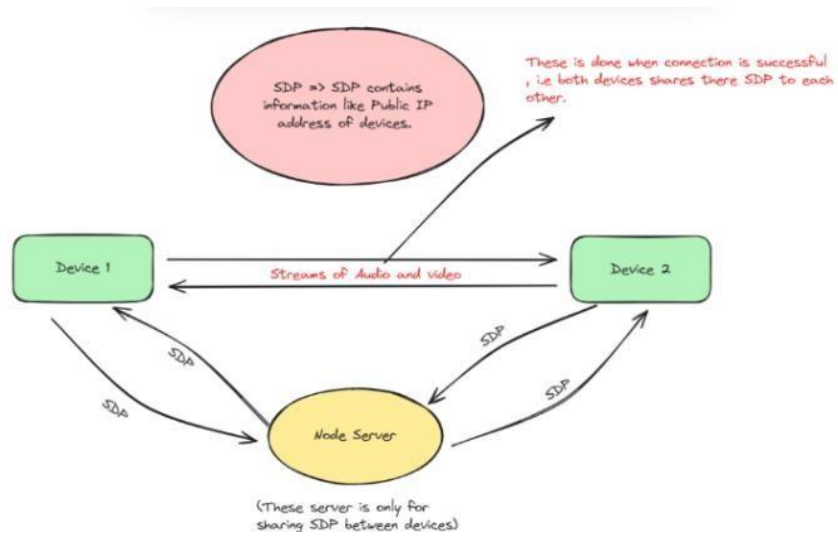 SDP => SDP contains
information like Public IP
address of devices.
These is done when connection is successful
, i.e both devices shares there SDP to each
other.
Device 1
Streams of Audio and video
Device 2
SDP
SDP
SDP
SDP
Node Server
(These server is only for
sharing SDP between devices)